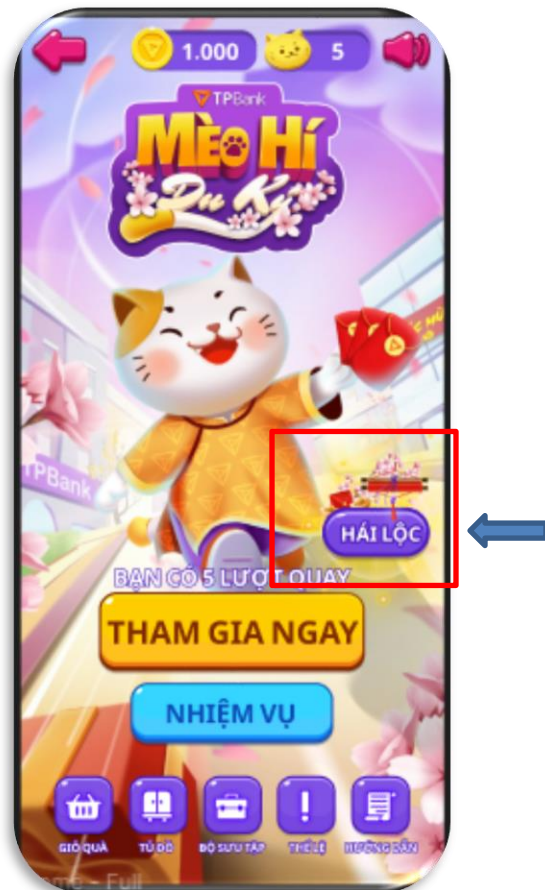 1.000
5
TPBank
MÈO HÍ
Du Ký
TPBank
HÁI LỘC
BẠN CÓ 5 LƯỢT QUAY
THAM GIA NGAY
NHIỆM VỤ
GIỎ QUÀ
TỦ ĐỒ
BỘ SƯU TẬP
THỂ LỆ
HƯỚNG DẪN
Full